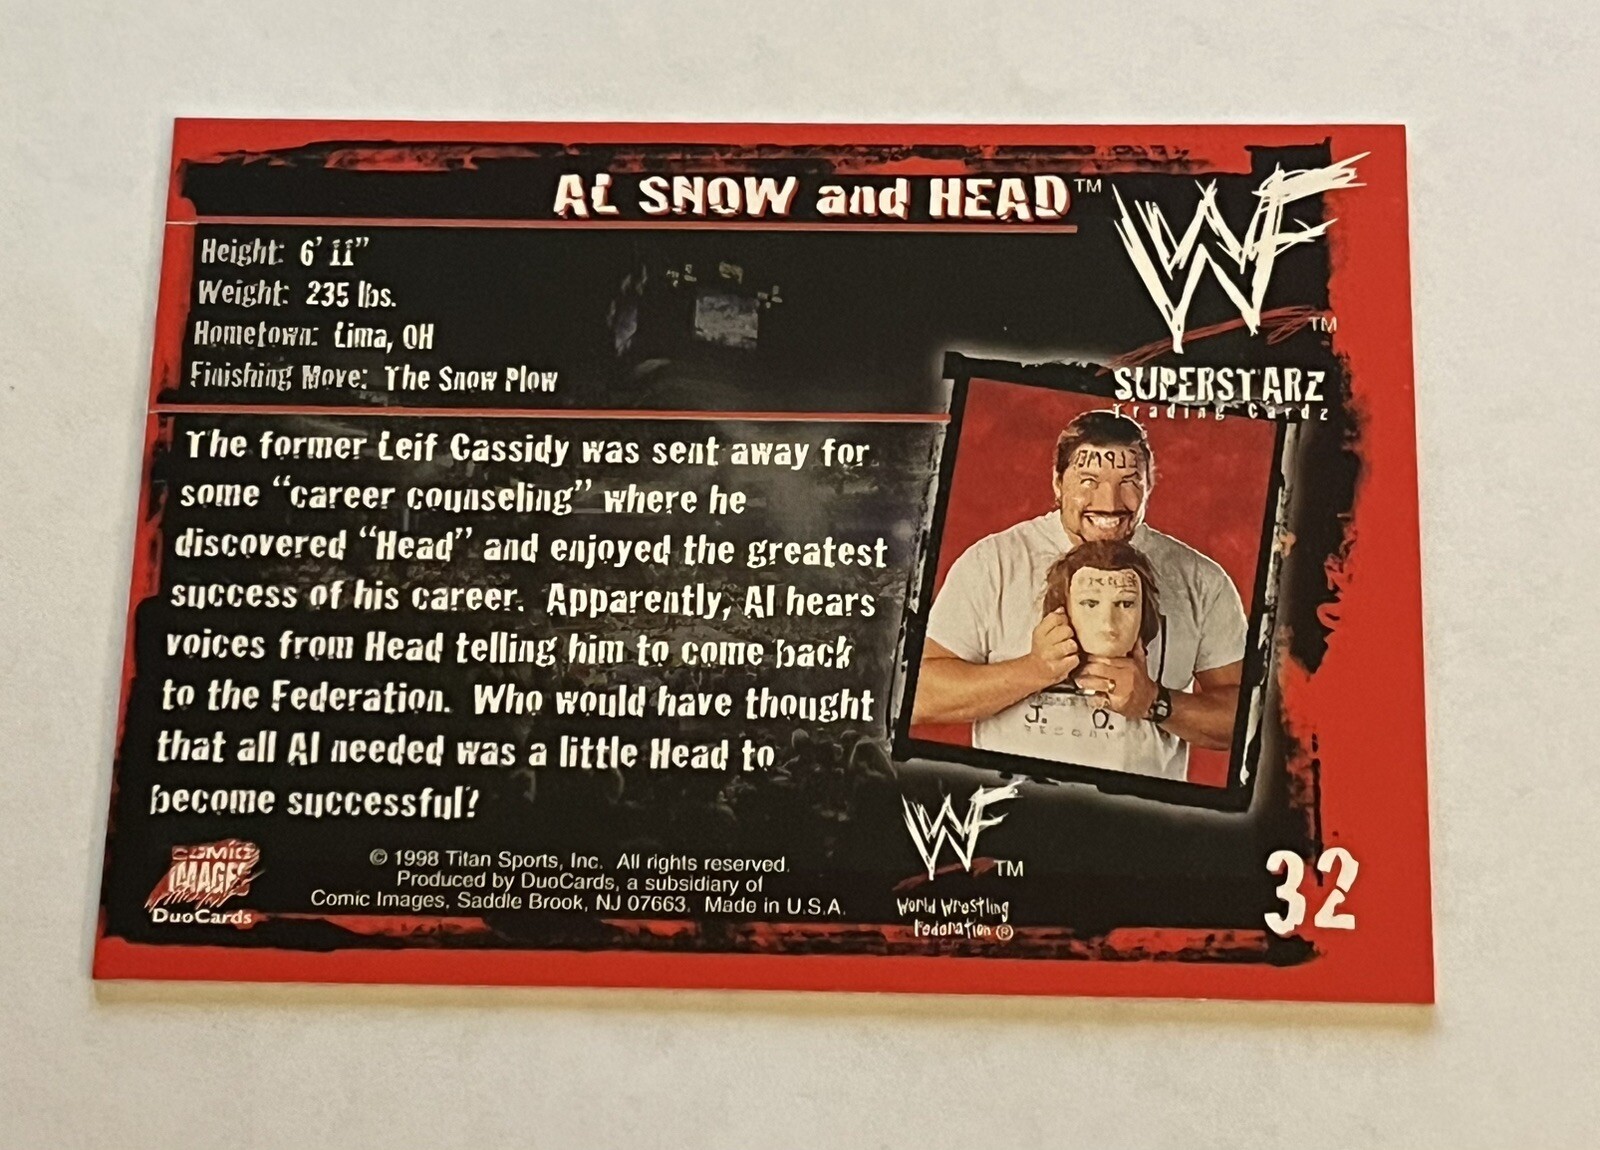 AL SNOW and HEAD™
WF
TM
SUPERSTARZ
Trading Cardz
Height: 6' 11"
Weight: 235 lbs.
Hometown: Lima, OH
Finishing Move: The Snow Plow
The former Leif Cassidy was sent away for
some "career counseling" where he
discovered "Head" and enjoyed the greatest
success of his career. Apparently, Al hears
voices from Head telling him to come back
to the Federation. Who would have thought
that all Al needed was a little Head to
become successful!
J. O.
COMIC
IMAGES
DuoCards
© 1998 Titan Sports, Inc. All rights reserved.
Produced by DuoCards, a subsidiary of
Comic Images, Saddle Brook, NJ 07663. Made in U.S.A.
WF
TM
World Wrestling
Federation ®
32